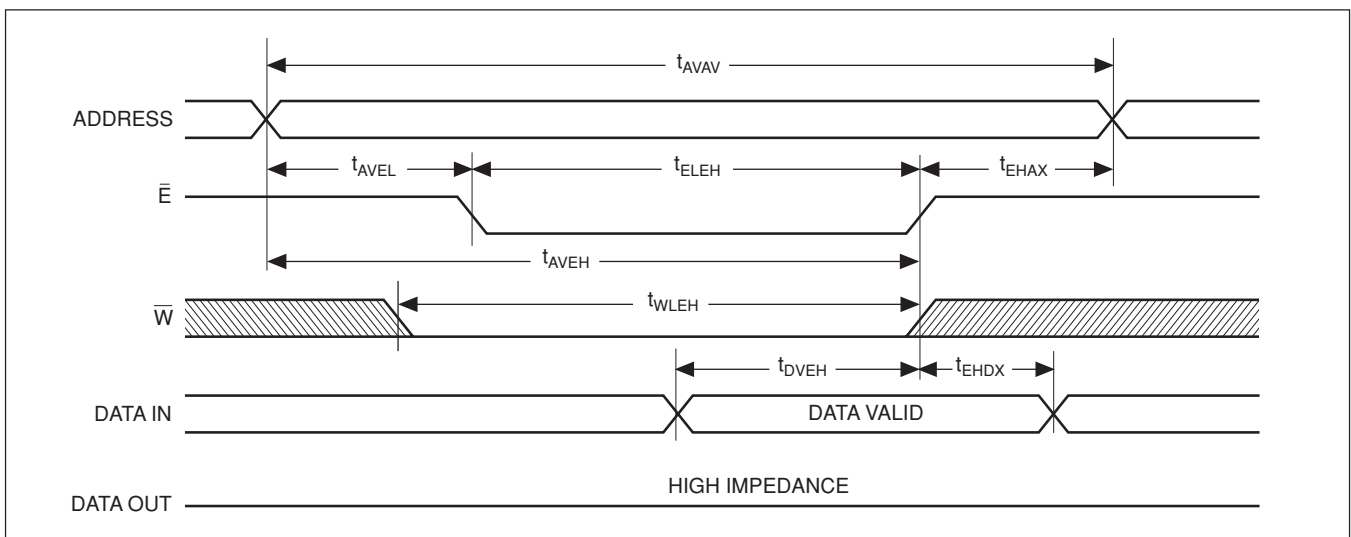 tAVAV
ADDRESS
tAVEL tELEH tEHAX
E̅
tAVEH
W̅ tWLEH
tDVEH tEHDX
DATA IN DATA VALID
HIGH IMPEDANCE
DATA OUT